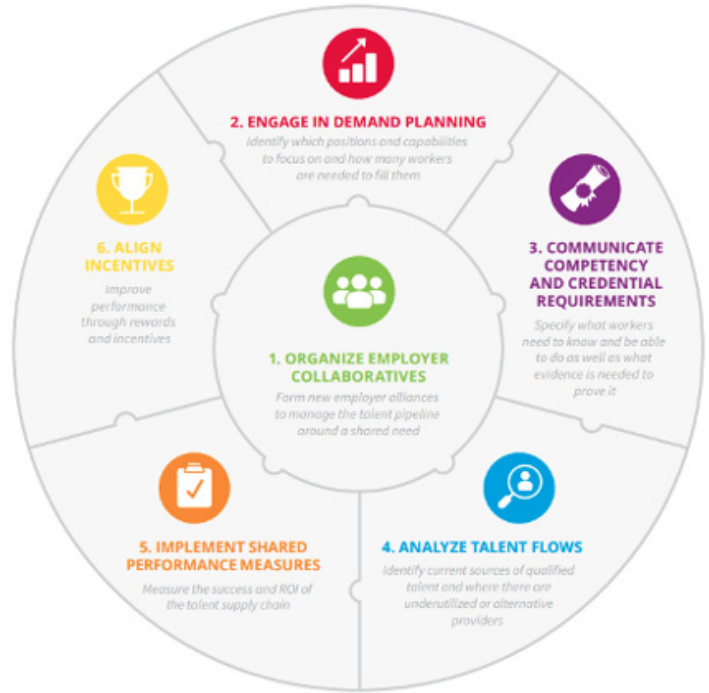 2. ENGAGE IN DEMAND PLANNING
Identify which positions and capabilities
to focus on and how many workers
are needed to fill them
3. COMMUNICATE
COMPETENCY
AND CREDENTIAL
REQUIREMENTS
Specify what workers
need to know and be able
to do as well as what
evidence is needed to
prove it
6. ALIGN
INCENTIVES
Improve
performance
through rewards
and incentives
1. ORGANIZE EMPLOYER
COLLABORATIVES
Form new employer alliances
to manage the talent pipeline
around a shared need
5. IMPLEMENT SHARED
PERFORMANCE MEASURES
Measure the success and ROI of
the talent supply chain
4. ANALYZE TALENT FLOWS
Identify current sources of qualified
talent and where there are
underutilized or alternative
providers